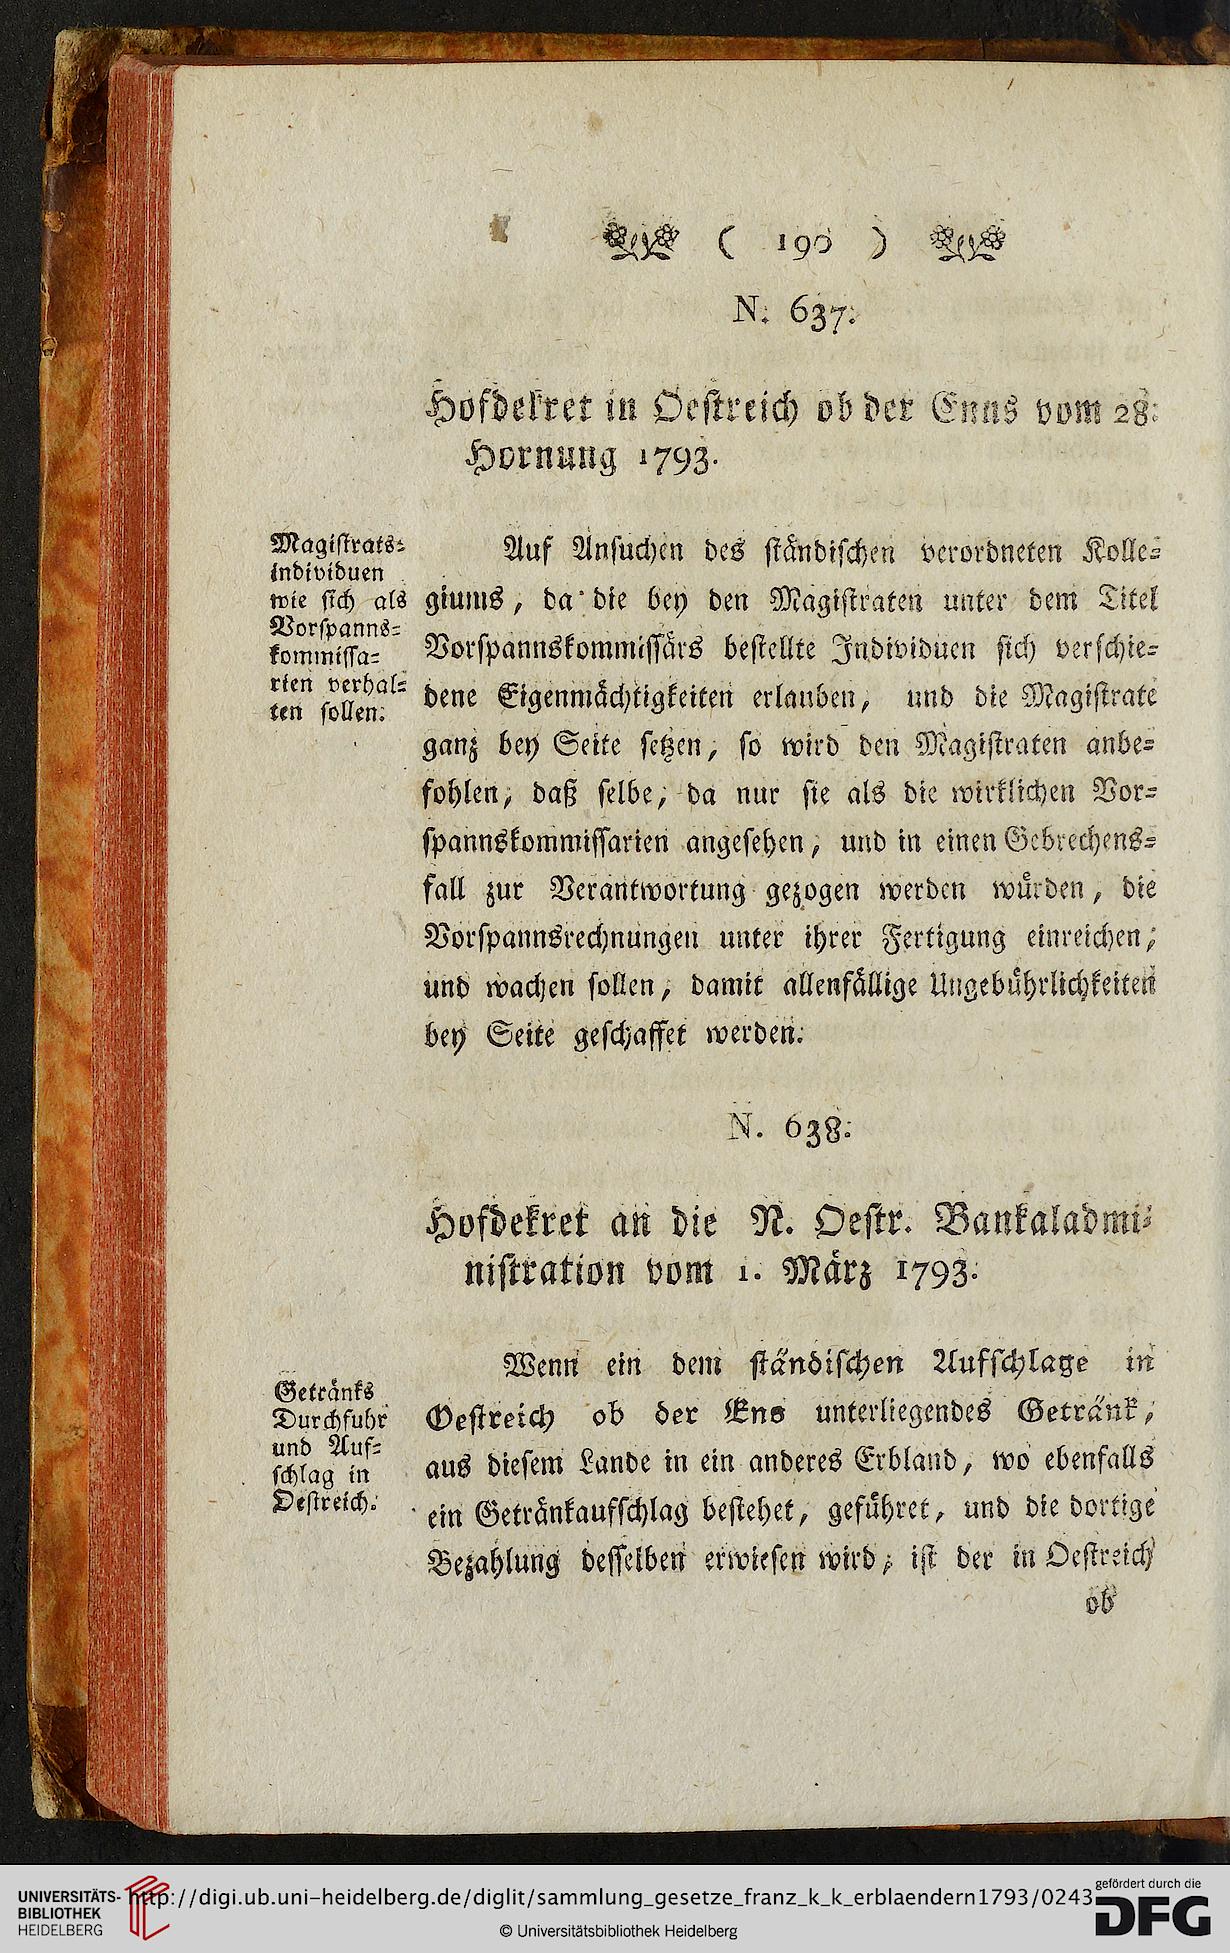 ( 190 )
N. 637.
Hofdekret in Oestreich ob der Enns vom 28.
Hornung 1793.
Magistrats-
individuen
wie sich als
Vorspanns-
kommissa-
rien verhal-
ten sollen.
Auf Ansuchen des ständischen verordneten Kolle-
giums, da die bey den Magistraten unter dem Titel
Vorspannskommissärs bestellte Individuen sich verschie-
dene Eigenmächtigkeiten erlauben, und die Magistrate
ganz bey Seite setzen, so wird den Magistraten anbe-
fohlen, daß selbe, da nur sie als die wirklichen Vor-
spannskommissarien angesehen, und in einen Gebrechens-
fall zur Verantwortung gezogen werden würden, die
Vorspannsrechnungen unter ihrer Fertigung einreichen,
und wachen sollen, damit allenfällige Ungebührlichkeiten
bey Seite geschaffet werden.
N. 638.
Hofdekret an die N. Oestr. Bankaladmi-
nistration vom 1. März 1793.
Getränks
Durchfuhr
und Auf-
schlag in
Oestreich.
Wenn ein dem ständischen Aufschlage in
Oestreich ob der Ens unterliegendes Getränk,
aus diesem Lande in ein anderes Erbland, wo ebenfalls
ein Getränkaufschlag bestehet, geführet, und die dortige
Bezahlung desselben erwiesen wird, ist der in Oestreich
ob
UNIVERSITÄTS-
BIBLIOTHEK
HEIDELBERG
http://digi.ub.uni-heidelberg.de/diglit/sammlung_gesetze_franz_k_k_erblaendern1793/0243
© Universitätsbibliothek Heidelberg
gefördert durch die
DFG